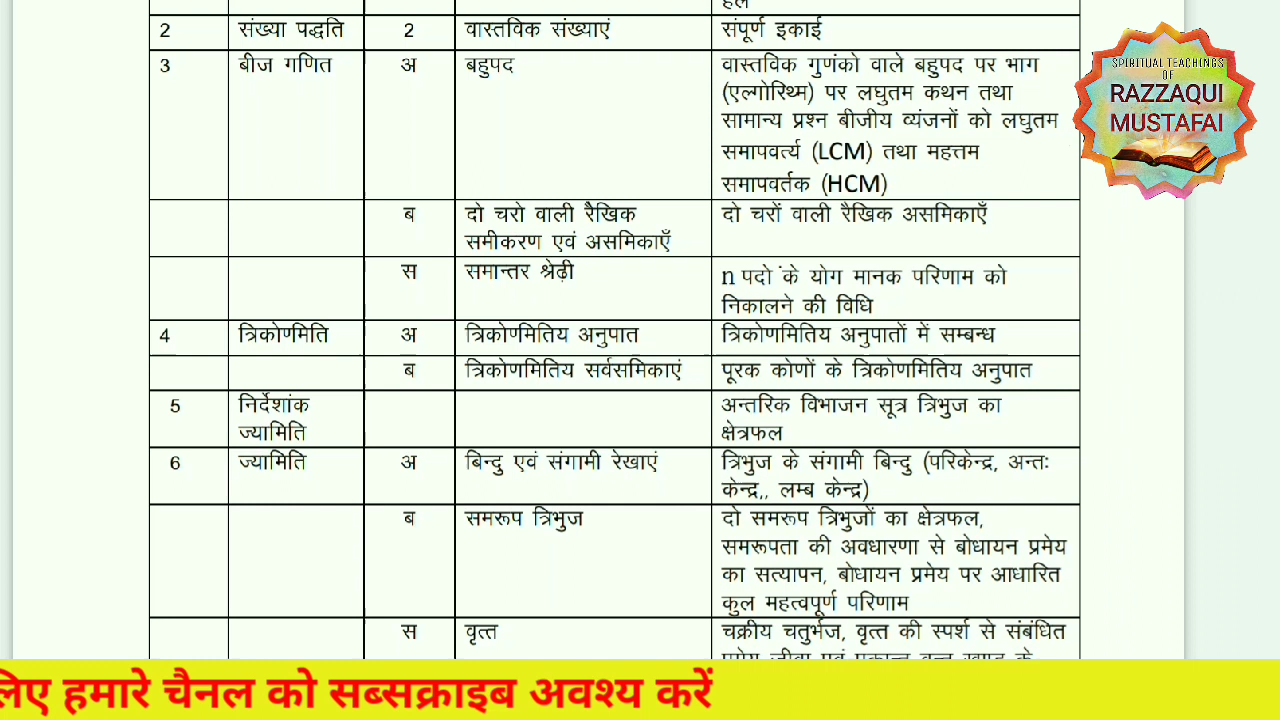 हल
2 संख्या पद्धति 2 वास्तविक संख्याएं संपूर्ण इकाई
3 बीज गणित अ बहुपद वास्तविक गुणंको वाले बहुपद पर भाग
(एल्गोरिथ्म) पर लघुतम कथन तथा
सामान्य प्रश्न बीजीय व्यंजनों को लघुतम
समापवर्त्य (LCM) तथा महत्तम
समापवर्तक (HCM)
ब दो चरो वाली रैखिक दो चरों वाली रैखिक असमिकाएँ
समीकरण एवं असमिकाएँ
स समान्तर श्रेढ़ी n पदो के योग मानक परिणाम को
निकालने की विधि
4 त्रिकोणमिति अ त्रिकोणमितिय अनुपात त्रिकोणमितिय अनुपातों में सम्बन्ध
ब त्रिकोणमितिय सर्वसमिकाएं पूरक कोणों के त्रिकोणमितिय अनुपात
5 निर्देशांक अन्तरिक विभाजन सूत्र त्रिभुज का
ज्यामिति क्षेत्रफल
6 ज्यामिति अ बिन्दु एवं संगामी रेखाएं त्रिभुज के संगामी बिन्दु (परिकेन्द्र, अन्तः
केन्द्र,, लम्ब केन्द्र)
ब समरूप त्रिभुज दो समरूप त्रिभुजों का क्षेत्रफल,
समरूपता की अवधारणा से बोधायन प्रमेय
का सत्यापन, बोधायन प्रमेय पर आधारित
कुल महत्वपूर्ण परिणाम
स वृत्त चक्रीय चतुर्भज, वृत्त की स्पर्श से संबंधित
SPIRITUAL TEACHINGS
OF
RAZZAQUI
MUSTAFAI
लिए हमारे चैनल को सब्सक्राइब अवश्य करें